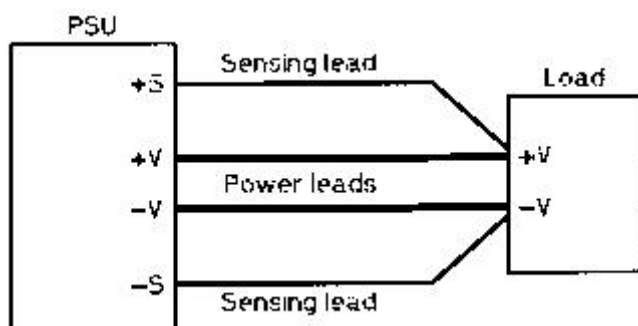 PSU
Sensing lead
Load
+S
+V
+V
Power leads
-V
-V
-S
Sensing lead